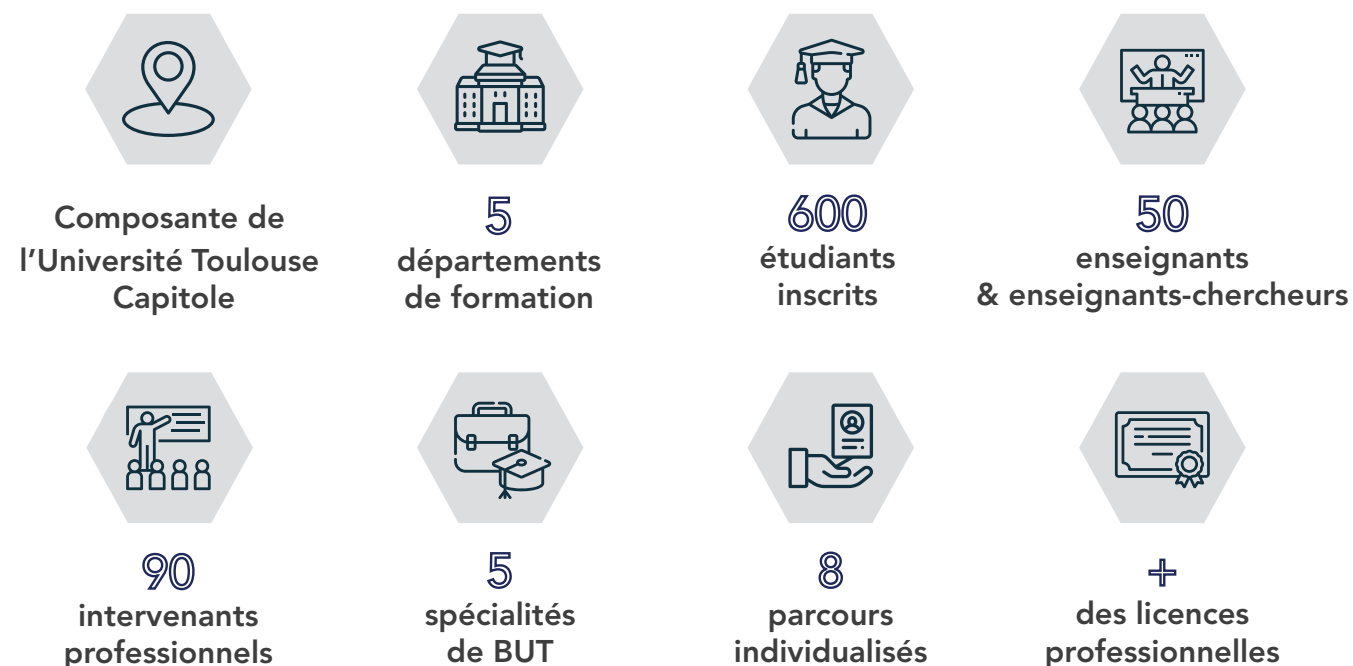 Composante de
l'Université Toulouse
Capitole
5
départements
de formation
600
étudiants
inscrits
50
enseignants
& enseignants-chercheurs
90
intervenants
professionnels
5
spécialités
de BUT
8
parcours
individualisés
+
des licences
professionnelles